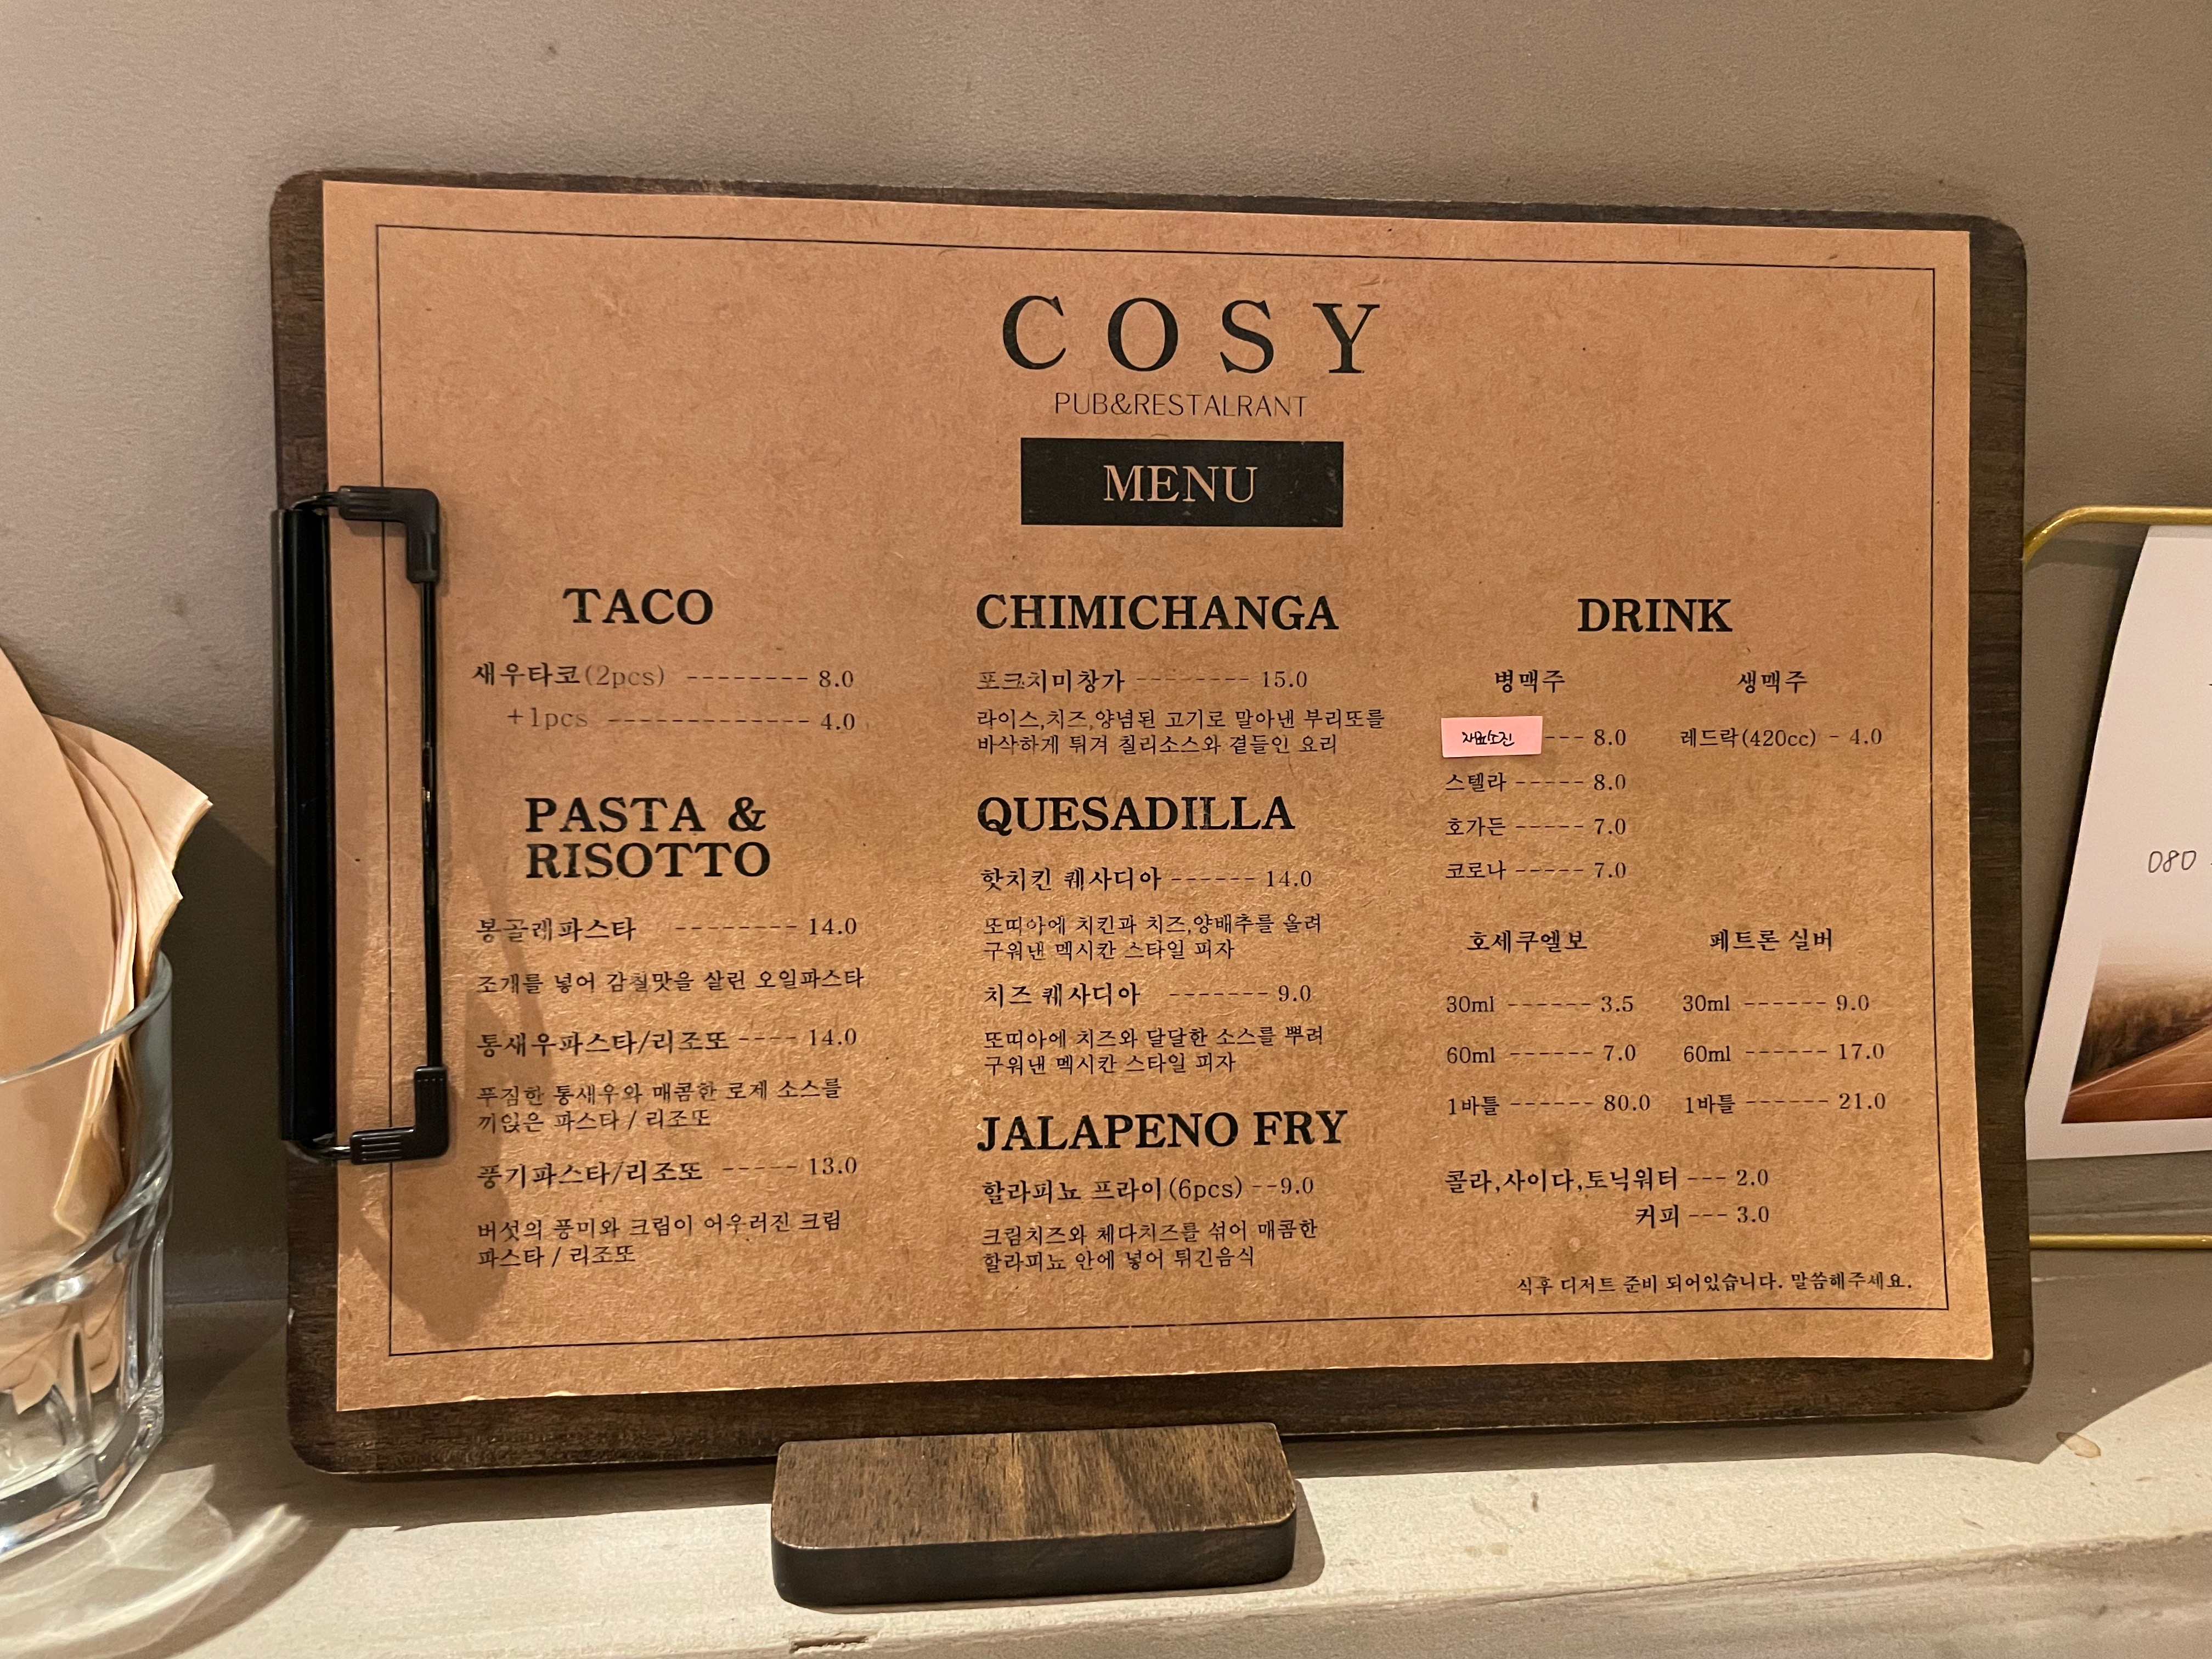 COSY
PUB&RESTALRANT
MENU
TACO
새우타코(2pcs) -------- 8.0
+1pcs ------------- 4.0
PASTA &
RISOTTO
봉골레파스타 -------- 14.0
조개를 넣어 감칠맛을 살린 오일파스타
통새우파스타/리조또 ---- 14.0
푸짐한 통새우와 매콤한 로제 소스를
끼얹은 파스타 / 리조또
풍기파스타/리조또 ----- 13.0
버섯의 풍미와 크림이 어우러진 크림
파스타 / 리조또
CHIMICHANGA
포크치미창가 -------- 15.0
라이스,치즈,양념된 고기로 말아낸 부리또를
바삭하게 튀겨 칠리소스와 곁들인 요리
QUESADILLA
핫치킨 퀘사디아 ------ 14.0
또띠아에 치킨과 치즈,양배추를 올려
구워낸 멕시칸 스타일 피자
치즈 퀘사디아 ------- 9.0
또띠아에 치즈와 달달한 소스를 뿌려
구워낸 멕시칸 스타일 피자
JALAPENO FRY
할라피뇨 프라이(6pcs) --9.0
크림치즈와 체다치즈를 섞어 매콤한
할라피뇨 안에 넣어 튀긴음식
DRINK
병맥주
재료소진 --- 8.0
스텔라 ----- 8.0
호가든 ----- 7.0
코로나 ----- 7.0
생맥주
레드락(420cc) - 4.0
호세쿠엘보
30ml ------ 3.5
60ml ------ 7.0
1바틀 ------ 80.0
페트론 실버
30ml ------ 9.0
60ml ------ 17.0
1바틀 ------ 21.0
콜라,사이다,토닉워터 --- 2.0
커피 --- 3.0
식후 디저트 준비 되어있습니다. 말씀해주세요.
080